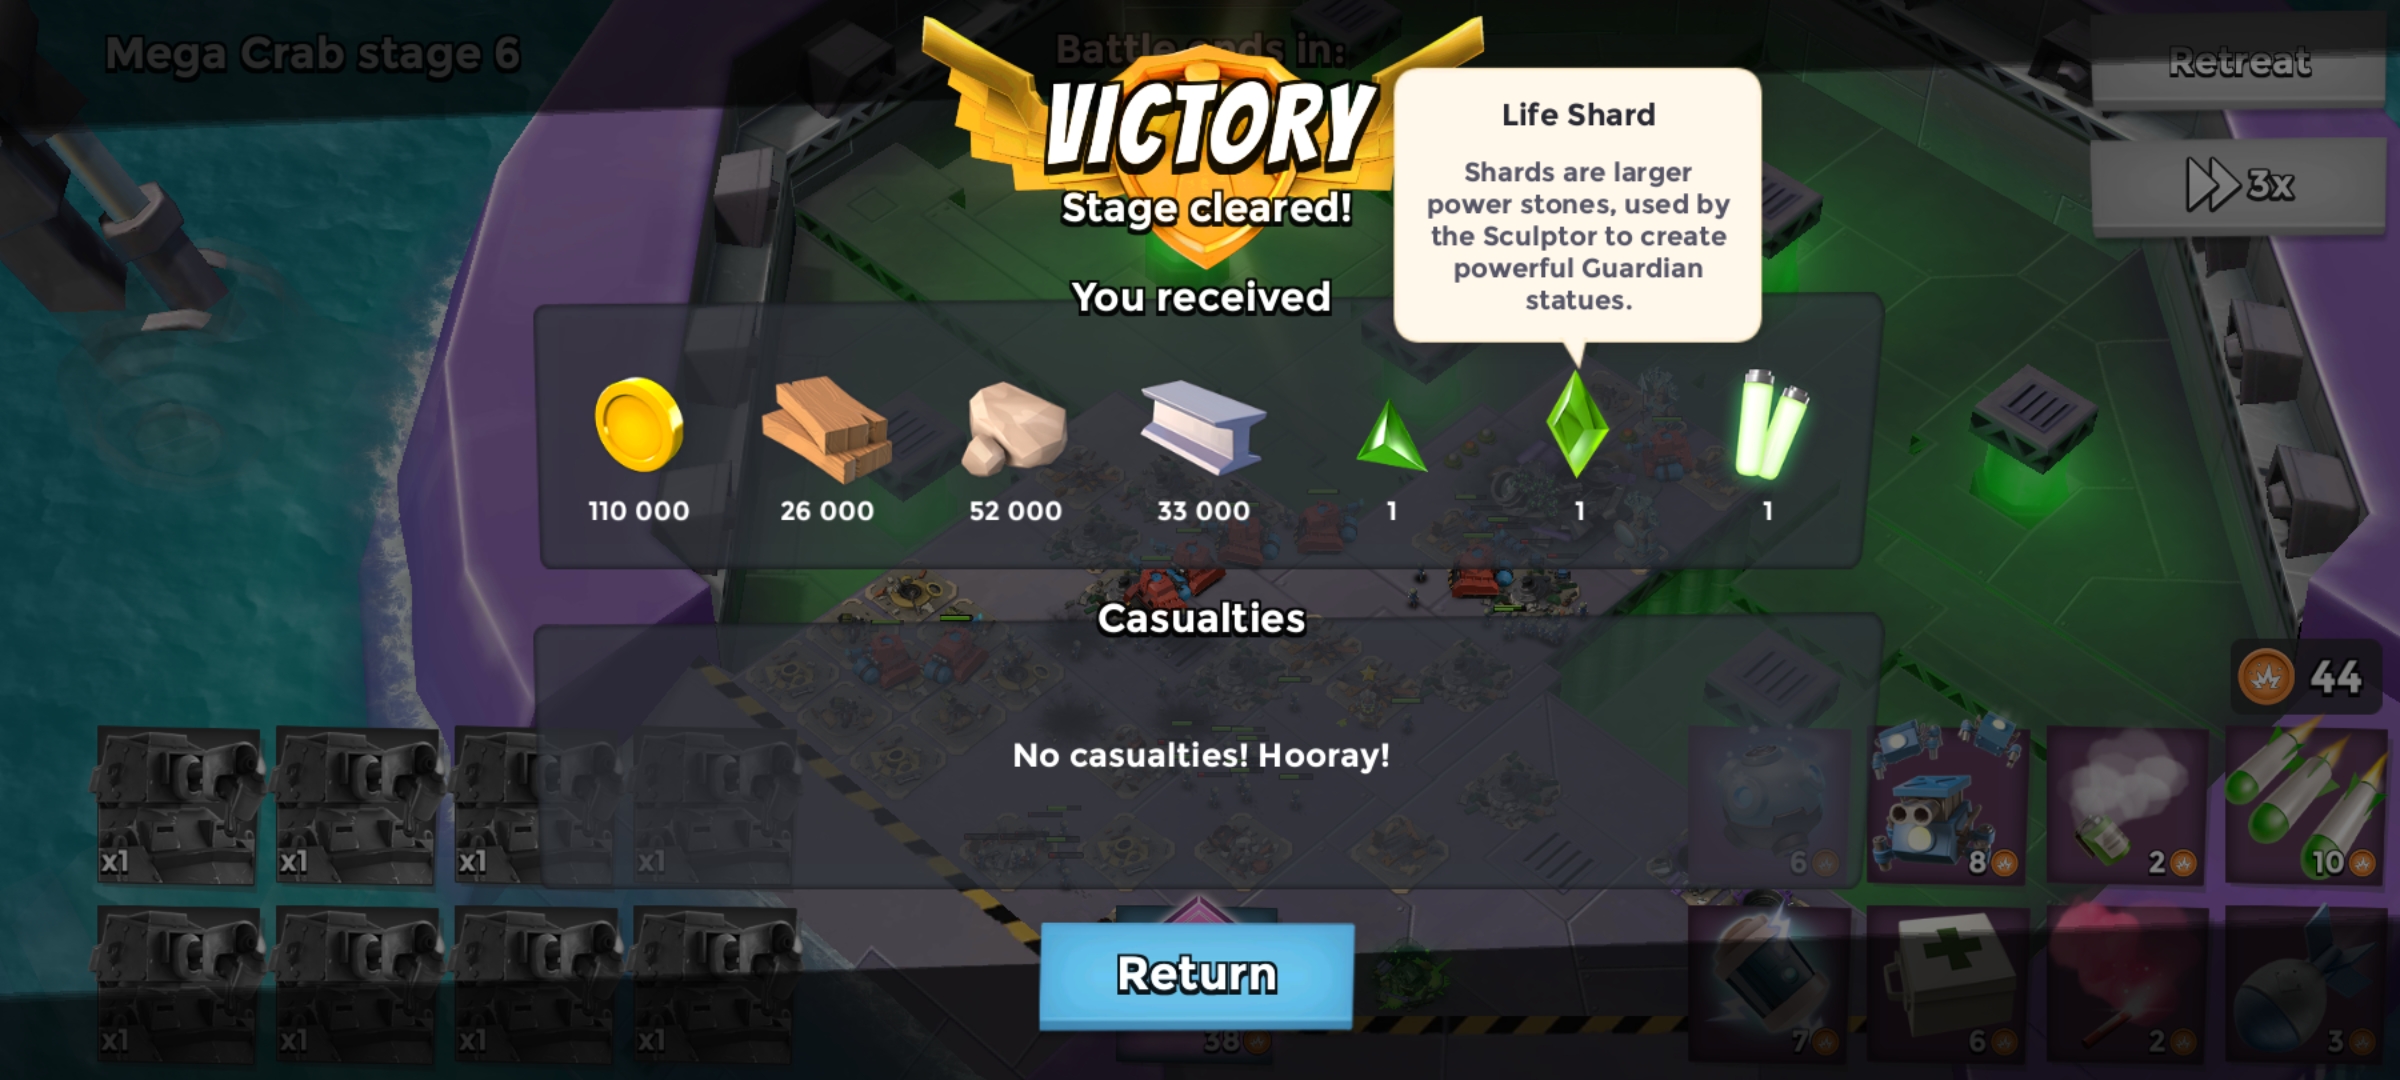 Mega Crab stage 6
Battle ends in:
Retreat
3x
VICTORY
Stage cleared!
You received
Life Shard
Shards are larger
power stones, used by
the Sculptor to create
powerful Guardian
statues.
110 000
26 000
52 000
33 000
1
1
1
Casualties
No casualties! Hooray!
44
x1
x1
x1
x1
6
8
2
10
x1
x1
x1
x1
Return
38
7
6
2
3